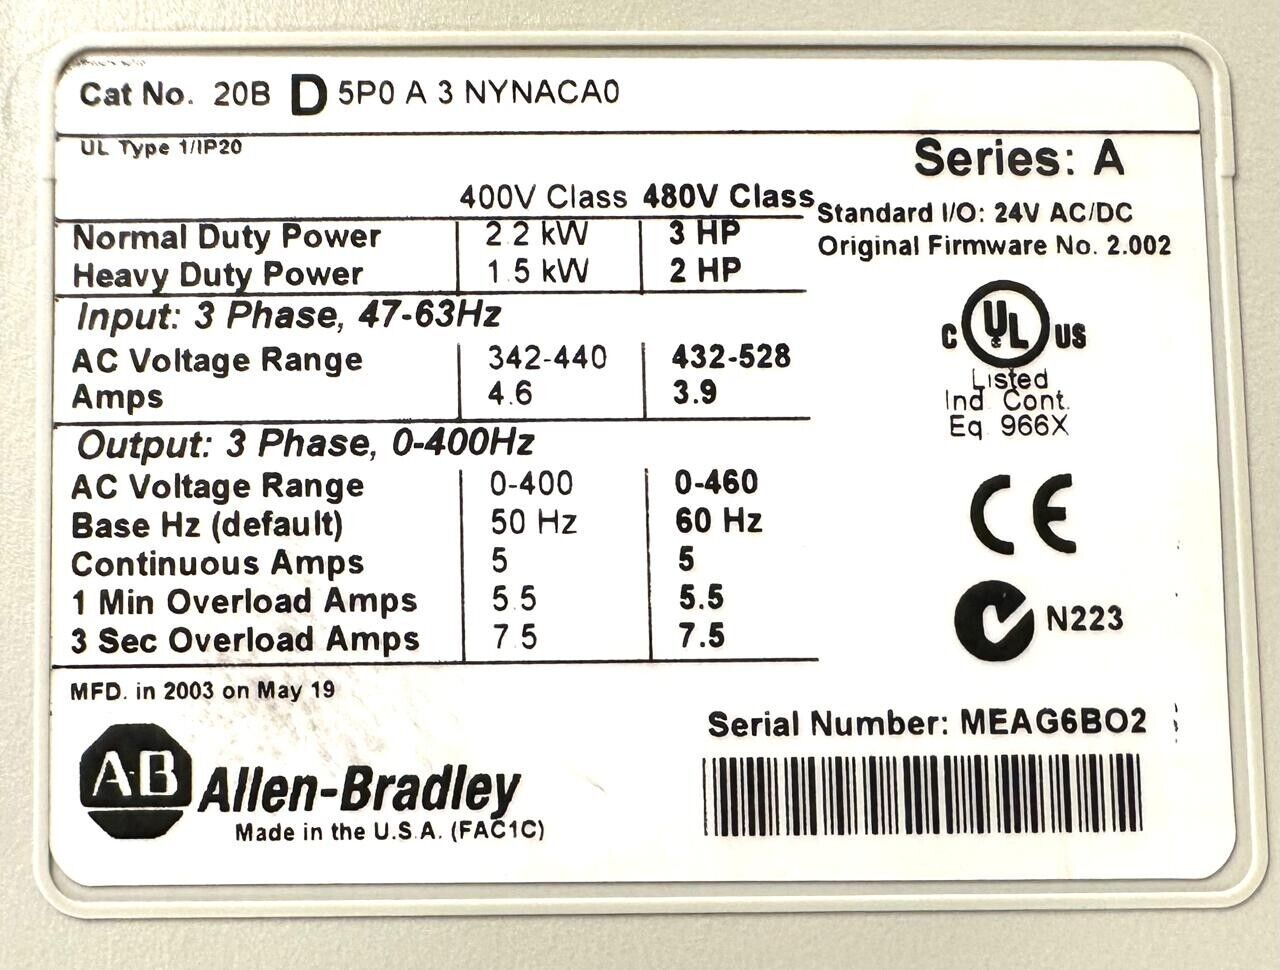 Cat No. 20B D 5P0 A 3 NYNACA0
UL Type 1/IP20
Series: A
400V Class 480V Class
Standard I/O: 24V AC/DC
Original Firmware No. 2.002
Normal Duty Power 2.2 kW 3 HP
Heavy Duty Power 1.5 kW 2 HP
Input: 3 Phase, 47-63Hz
AC Voltage Range 342-440 432-528
Amps 4.6 3.9
C UL US
Listed
Ind. Cont.
Eq. 966X
Output: 3 Phase, 0-400Hz
AC Voltage Range 0-400 0-460
Base Hz (default) 50 Hz 60 Hz
Continuous Amps 5 5
1 Min Overload Amps 5.5 5.5
3 Sec Overload Amps 7.5 7.5
CE
N223
MFD. in 2003 on May 19
Serial Number: MEAG6BO2
A-B Allen-Bradley
Made in the U.S.A. (FAC1C)